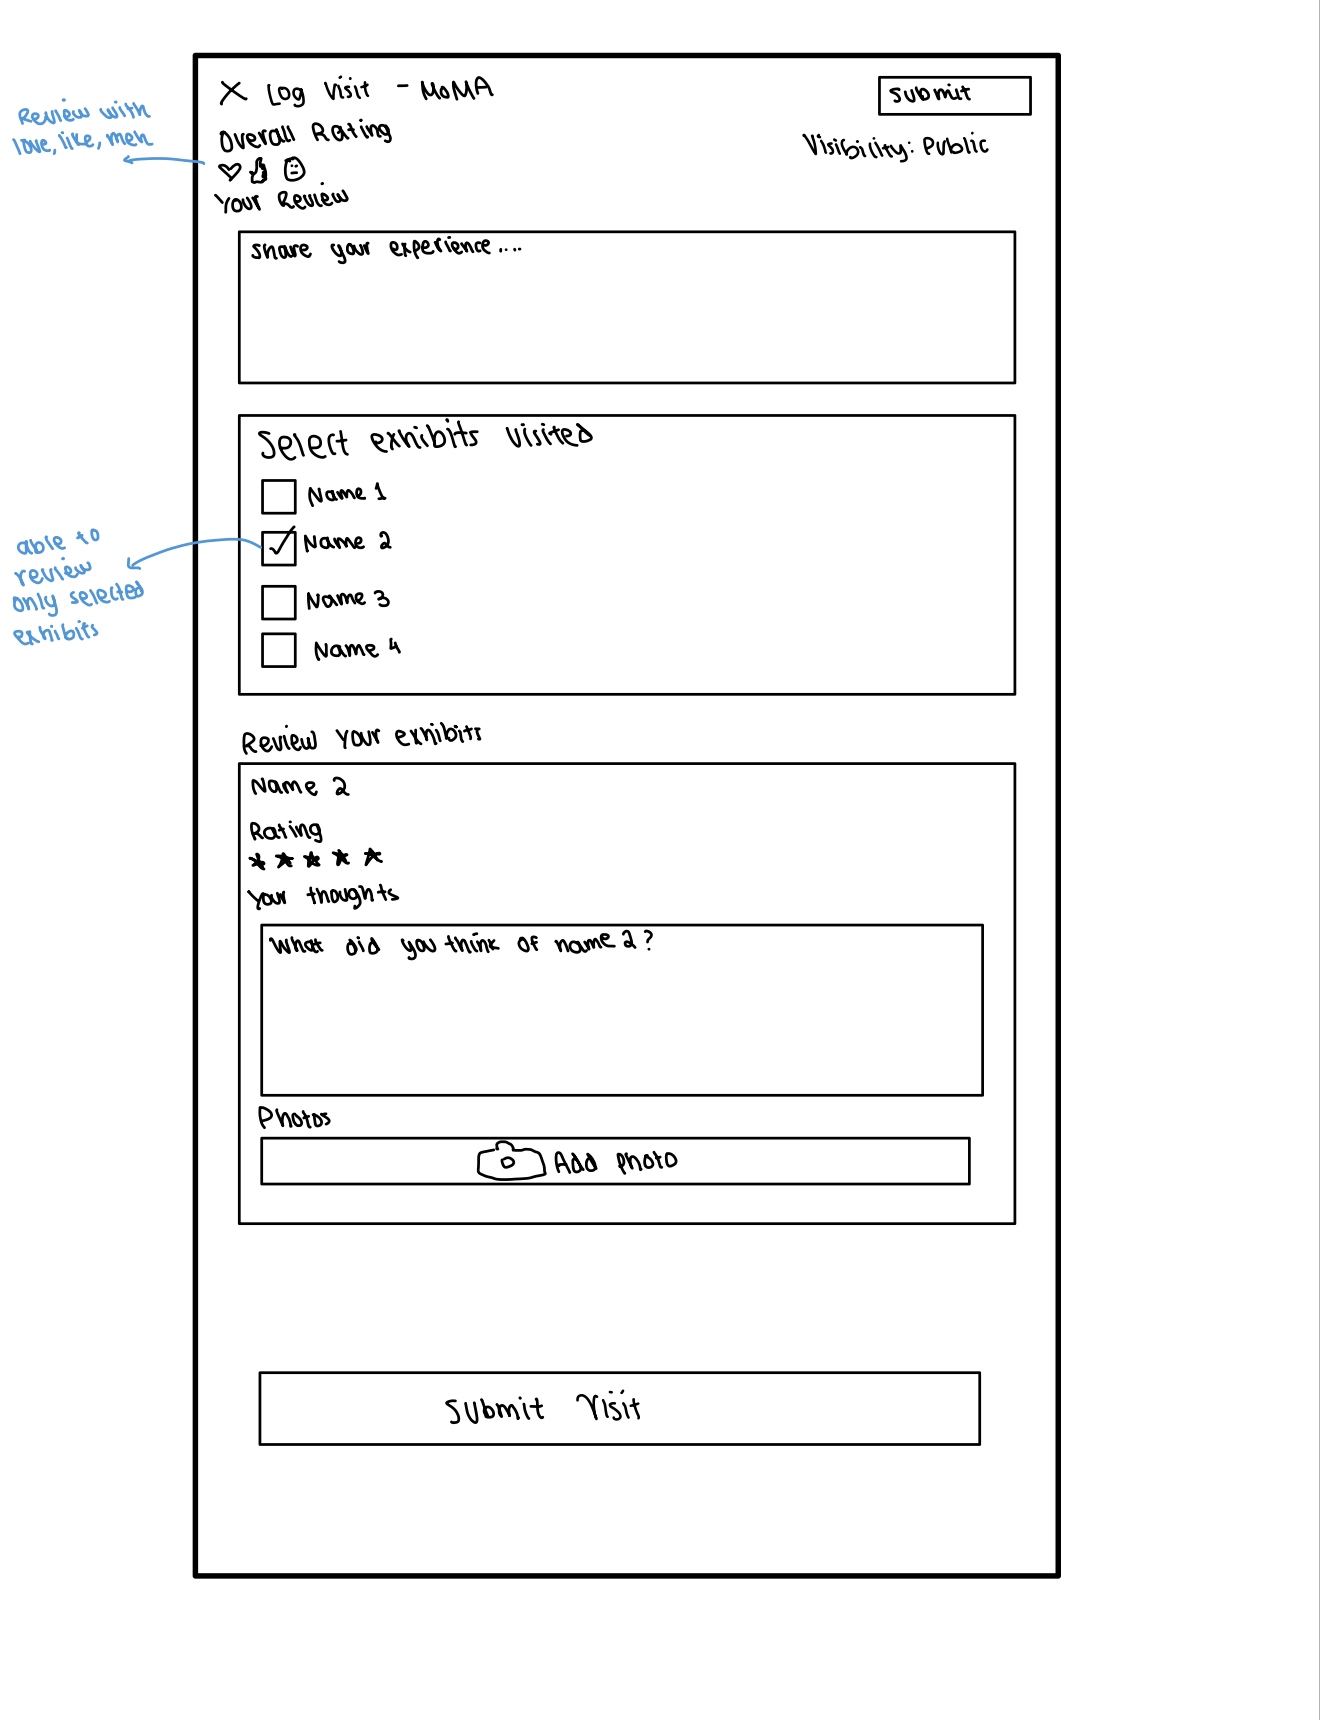 X Log Visit - MoMA
Submit
Review with
love, like, meh
Overall Rating
Visibility: Public
Your Review
Share your experience....
Select exhibits visited
Name 1
Name 2
Name 3
Name 4
able to
review
only selected
exhibits
Review Your exhibits
Name 2
Rating
Your thoughts
What did you think of name 2?
Photos
Add photo
Submit Visit